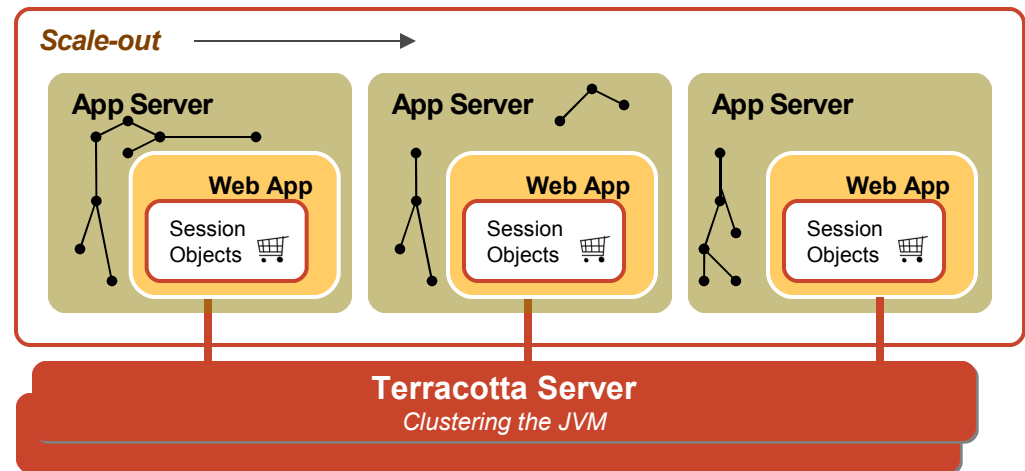 Scale-out
App Server
App Server
App Server
Web App
Web App
Web App
Session
Objects
Session
Objects
Session
Objects
Terracotta Server
Clustering the JVM